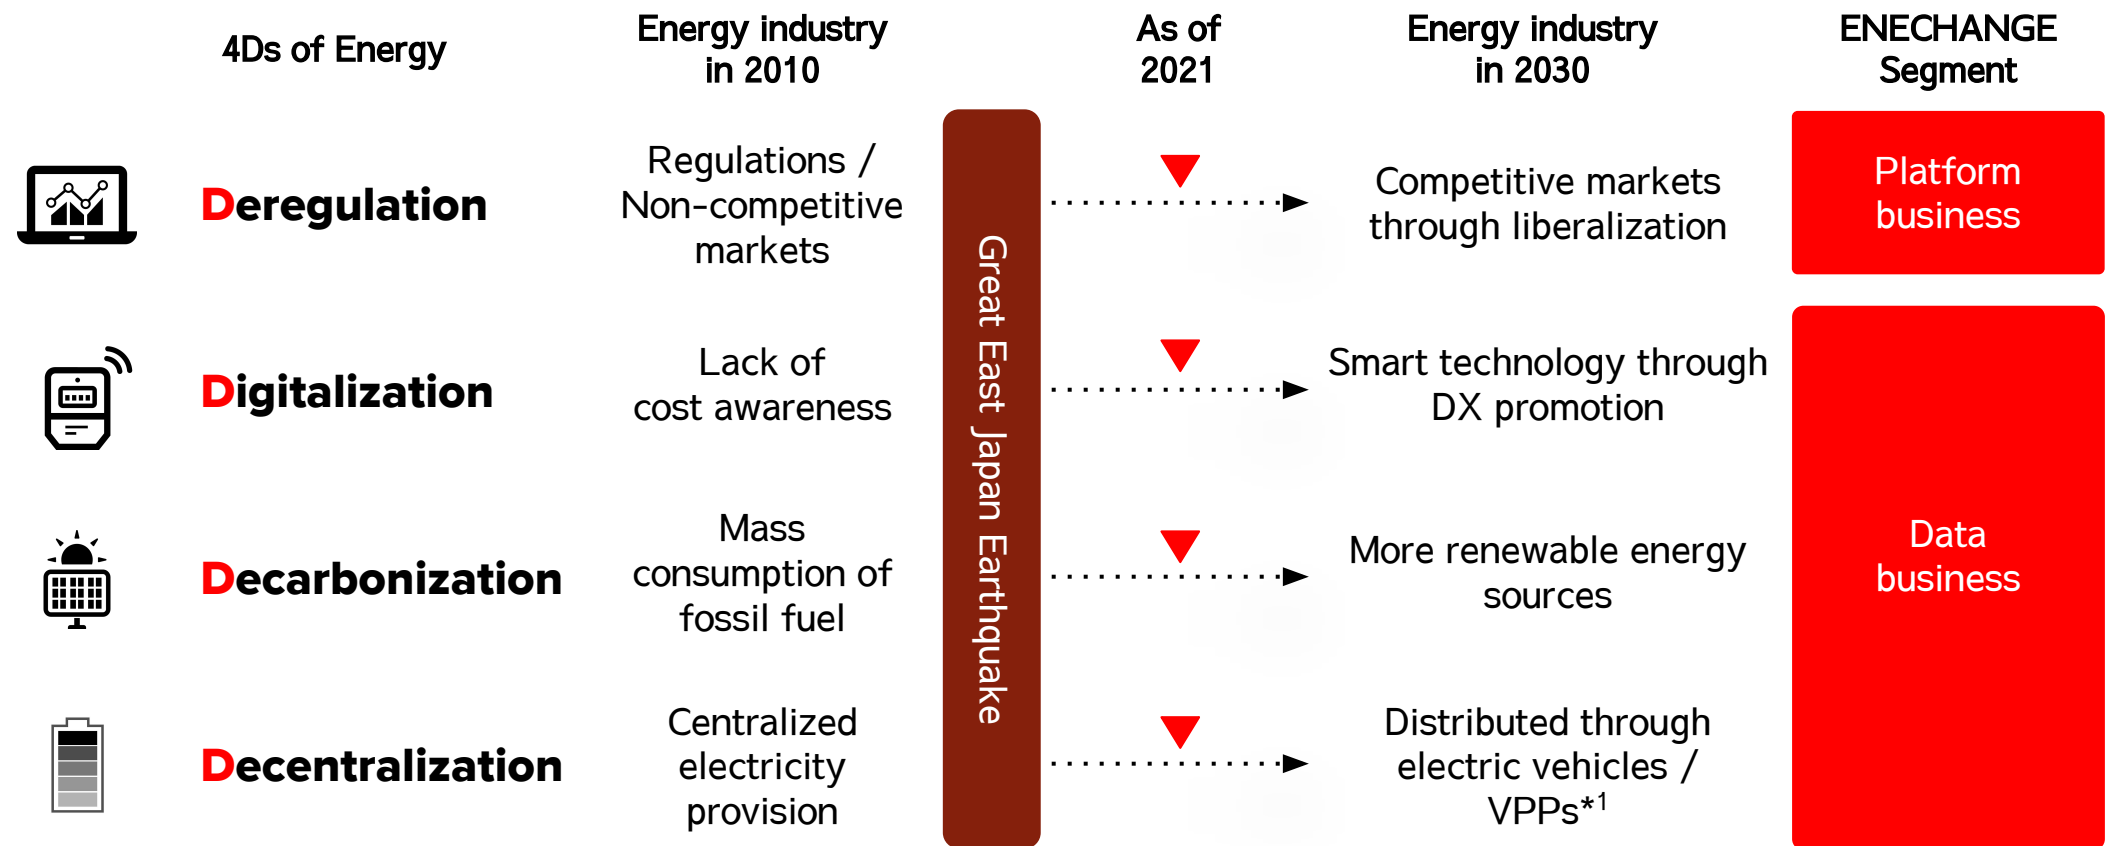 4Ds of Energy
Energy industry
in 2010
As of
2021
Energy industry
in 2030
ENECHANGE
Segment
Deregulation
Regulations /
Non-competitive
markets
Great East Japan Earthquake
Competitive markets
through liberalization
Platform
business
Digitalization
Lack of
cost awareness
Smart technology through
DX promotion
Decarbonization
Mass
consumption of
fossil fuel
More renewable energy
sources
Data
business
Decentralization
Centralized
electricity
provision
Distributed through
electric vehicles /
VPPs*1